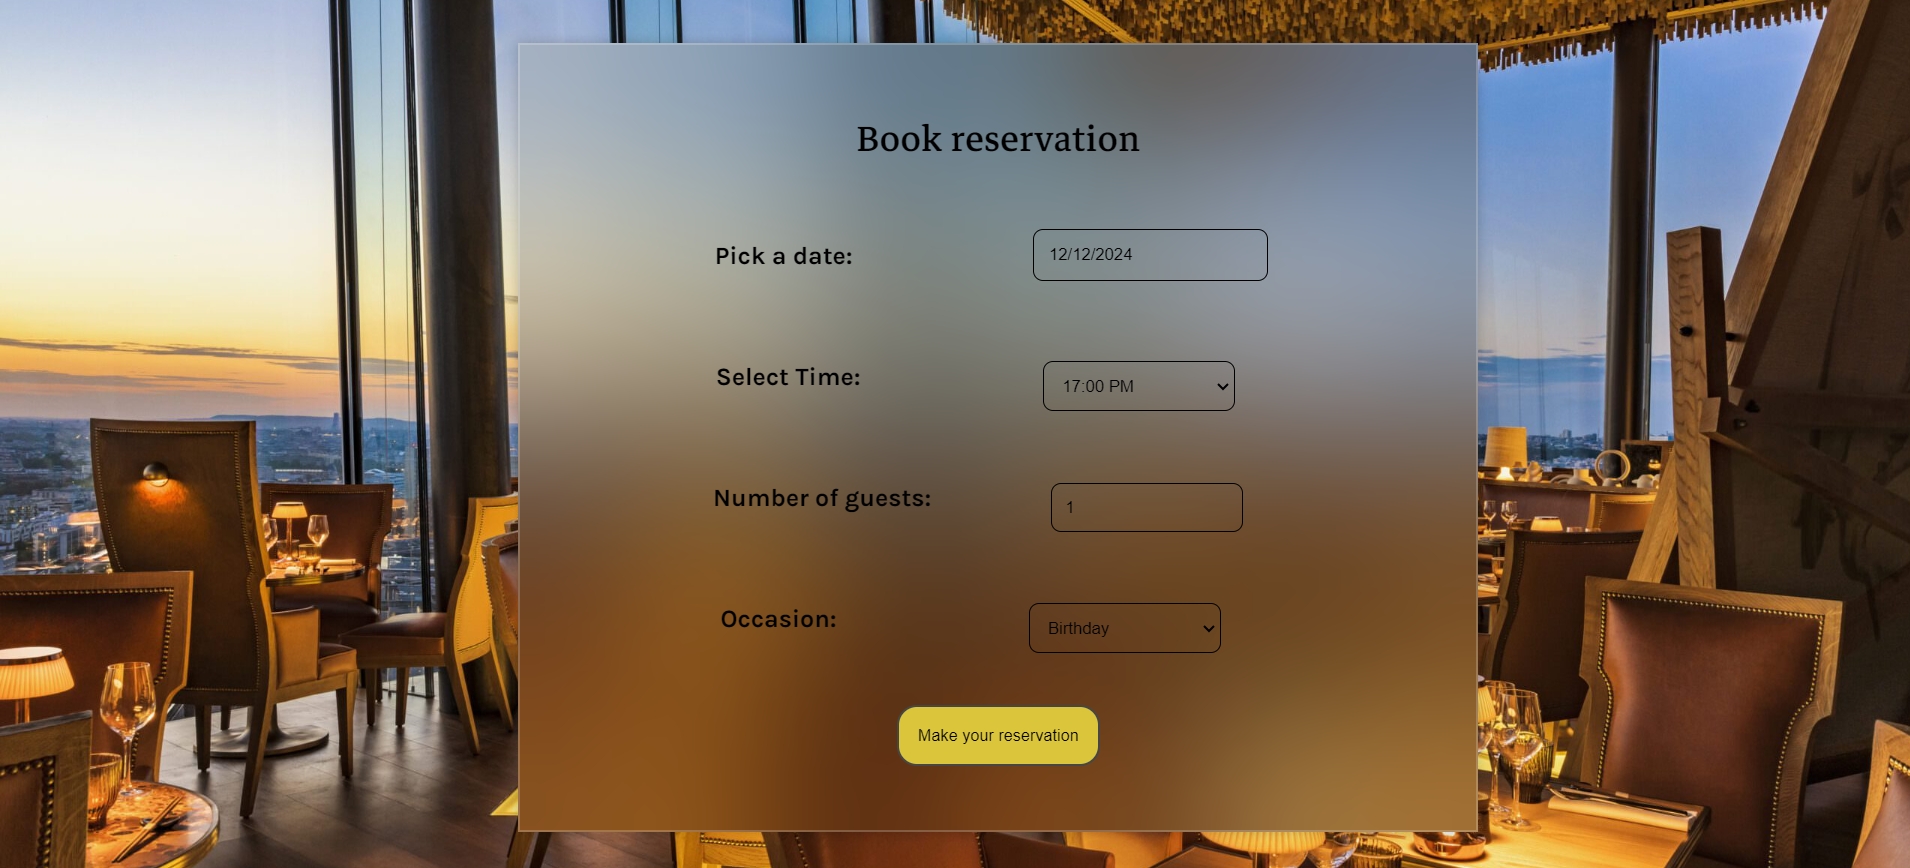 Book reservation
Pick a date: 12/12/2024
Select Time: 17:00 PM
Number of guests: 1
Occasion: Birthday
Make your reservation